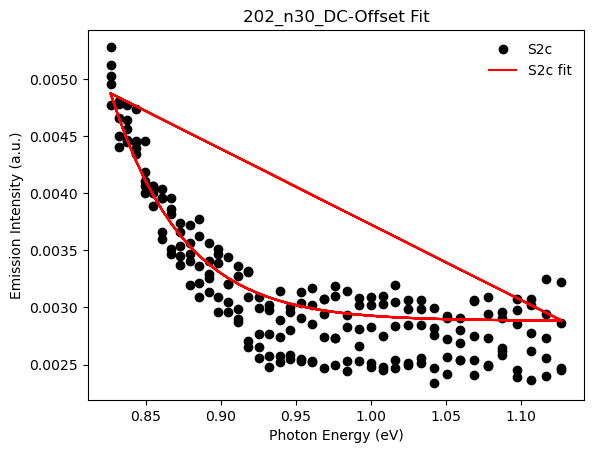 202_n30_DC-Offset Fit
S2c
S2c fit
Emission Intensity (a.u.)
0.0050
0.0045
0.0040
0.0035
0.0030
0.0025
0.85
0.90
0.95
1.00
1.05
1.10
Photon Energy (eV)